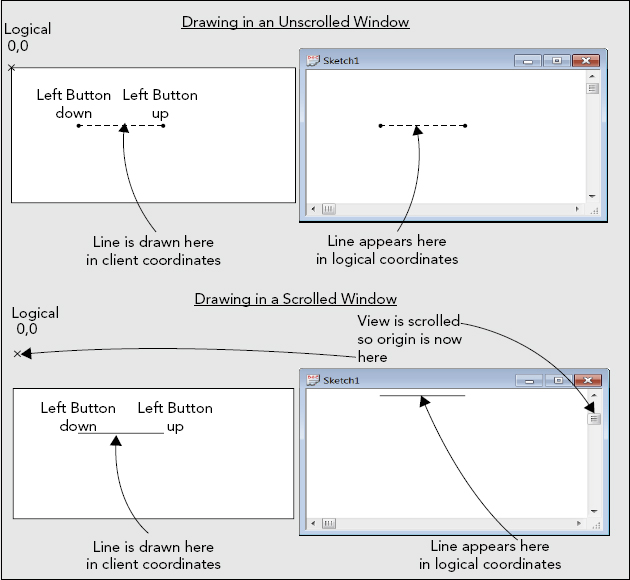 Drawing in an Unscrolled Window
Logical
0,0
Left Button
down
Left Button
up
Sketch1
Line is drawn here
in client coordinates
Line appears here
in logical coordinates
Drawing in a Scrolled Window
Logical
0,0
View is scrolled
so origin is now
here
Left Button
down
Left Button
up
Sketch1
Line is drawn here
in client coordinates
Line appears here
in logical coordinates